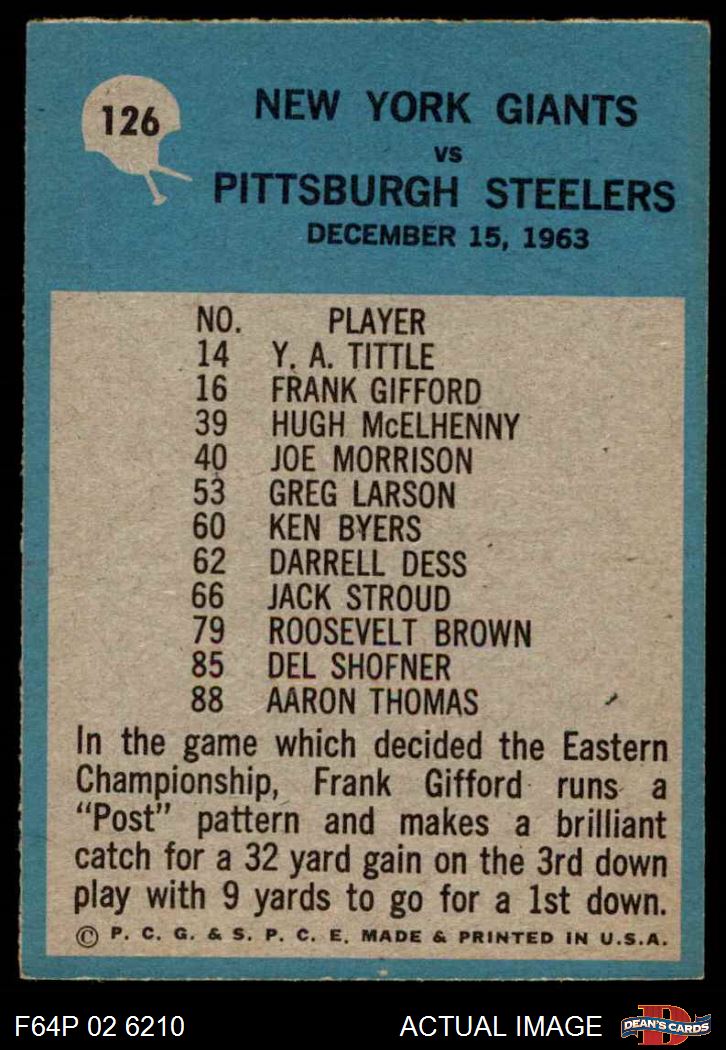 126
NEW YORK GIANTS
VS
PITTSBURGH STEELERS
DECEMBER 15, 1963
NO. PLAYER
14 Y. A. TITTLE
16 FRANK GIFFORD
39 HUGH McELHENNY
40 JOE MORRISON
53 GREG LARSON
60 KEN BYERS
62 DARRELL DESS
66 JACK STROUD
79 ROOSEVELT BROWN
85 DEL SHOFNER
88 AARON THOMAS
In the game which decided the Eastern
Championship, Frank Gifford runs a
"Post" pattern and makes a brilliant
catch for a 32 yard gain on the 3rd down
play with 9 yards to go for a 1st down.
© P. C. G. & S. P. C. E. MADE & PRINTED IN U.S.A.
F64P 02 6210 ACTUAL IMAGE D DEAN'S CARDS